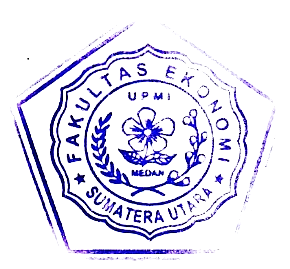 FAKULTAS EKONOMI
UPMI
MEDAN
SUMATERA UTARA